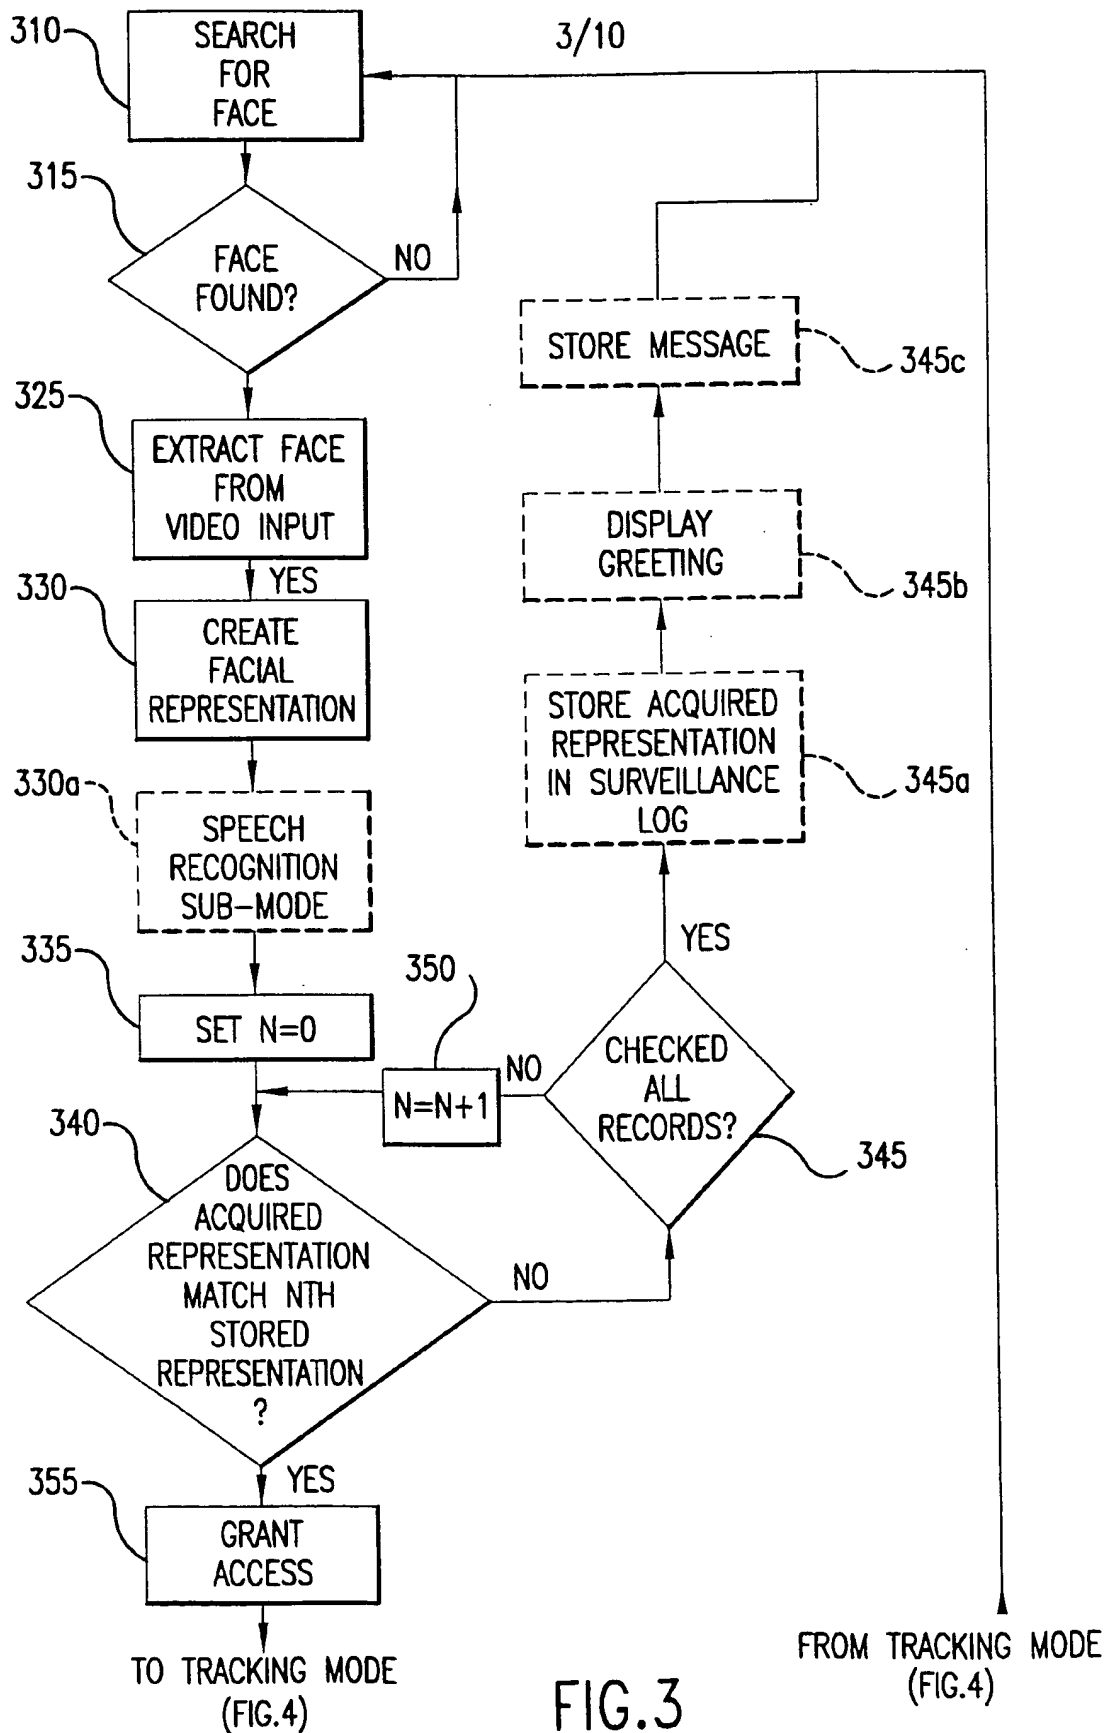 3/10
310
SEARCH
FOR
FACE
315
FACE
FOUND?
NO
325
EXTRACT FACE
FROM
VIDEO INPUT
YES
330
CREATE
FACIAL
REPRESENTATION
330a
SPEECH
RECOGNITION
SUB-MODE
335
SET N=0
340
DOES
ACQUIRED
REPRESENTATION
MATCH NTH
STORED
REPRESENTATION
?
NO
YES
355
GRANT
ACCESS
TO TRACKING MODE
(FIG.4)
STORE MESSAGE
345c
DISPLAY
GREETING
345b
STORE ACQUIRED
REPRESENTATION
IN SURVEILLANCE
LOG
345a
YES
350
N=N+1
NO
CHECKED
ALL
RECORDS?
345
FROM TRACKING MODE
(FIG.4)
FIG.3